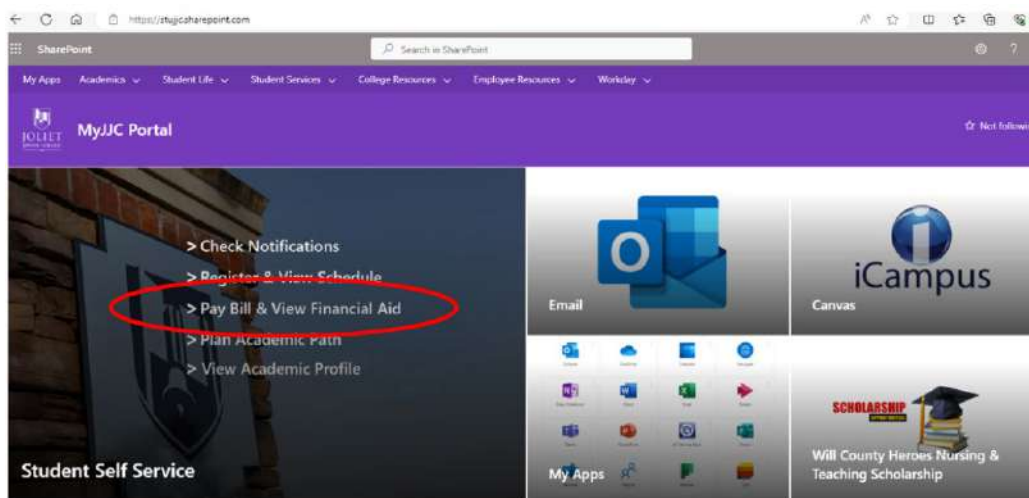 https://stujjc.sharepoint.com
SharePoint
Search in SharePoint
?
My Apps Academics Student Life Student Services College Resources Employee Resources Workday
JOLIET
MyJJC Portal
Not followi
> Check Notifications
> Register & View Schedule
> Pay Bill & View Financial Aid
> Plan Academic Path
> View Academic Profile
Student Self Service
Email
iCampus
Canvas
My Apps
SCHOLARSHIP
Will County Heroes Nursing &
Teaching Scholarship